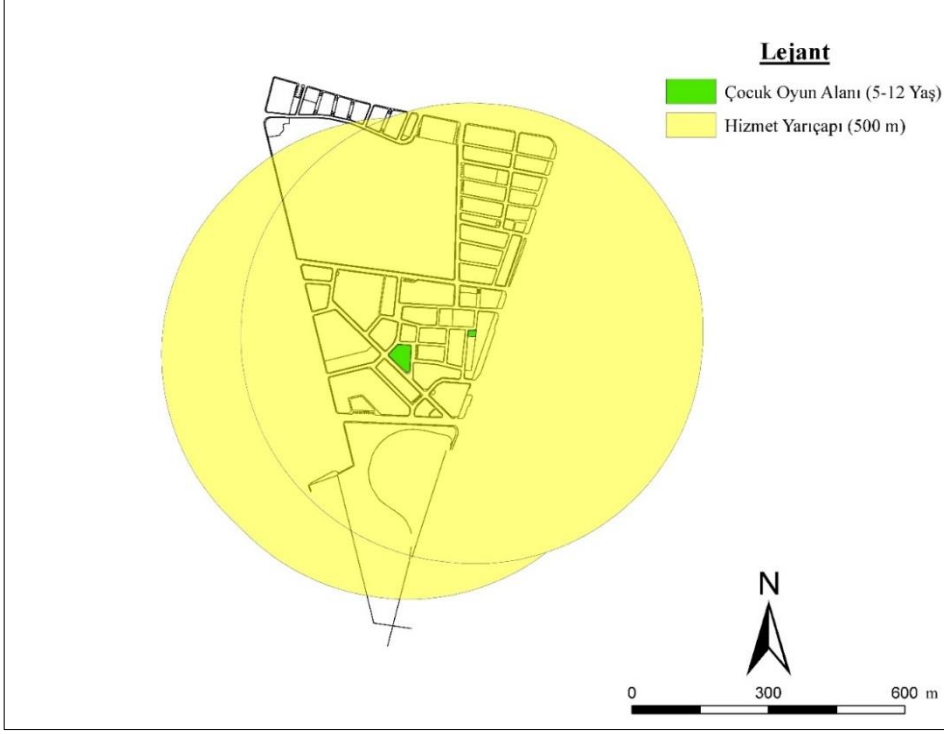 Lejant
Çocuk Oyun Alanı (5-12 Yaş)
Hizmet Yarıçapı (500 m)
N
0 300 600 m